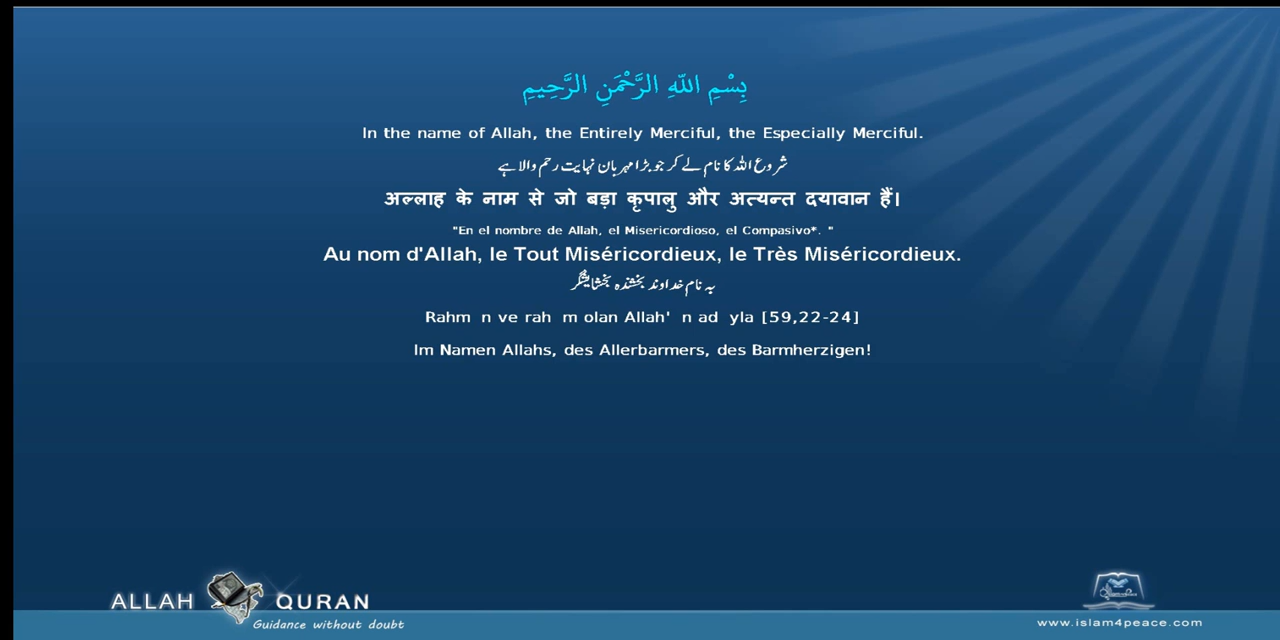 بِسْمِ اللّٰهِ الرَّحْمَنِ الرَّحِيمِ
In the name of Allah, the Entirely Merciful, the Especially Merciful.
شروع اللہ کا نام لے کر جو بڑا مہربان نہایت رحم والا ہے
अल्लाह के नाम से जो बड़ा कृपालु और अत्यन्त दयावान हैं।
"En el nombre de Allah, el Misericordioso, el Compasivo*. "
Au nom d'Allah, le Tout Miséricordieux, le Très Miséricordieux.
به نام خداوند بخشنده بخشایشگر
Rahm n ve rah m olan Allah' n ad yla [59,22-24]
Im Namen Allahs, des Allerbarmers, des Barmherzigen!
ALLAH QURAN
Guidance without doubt
www.islam4peace.com